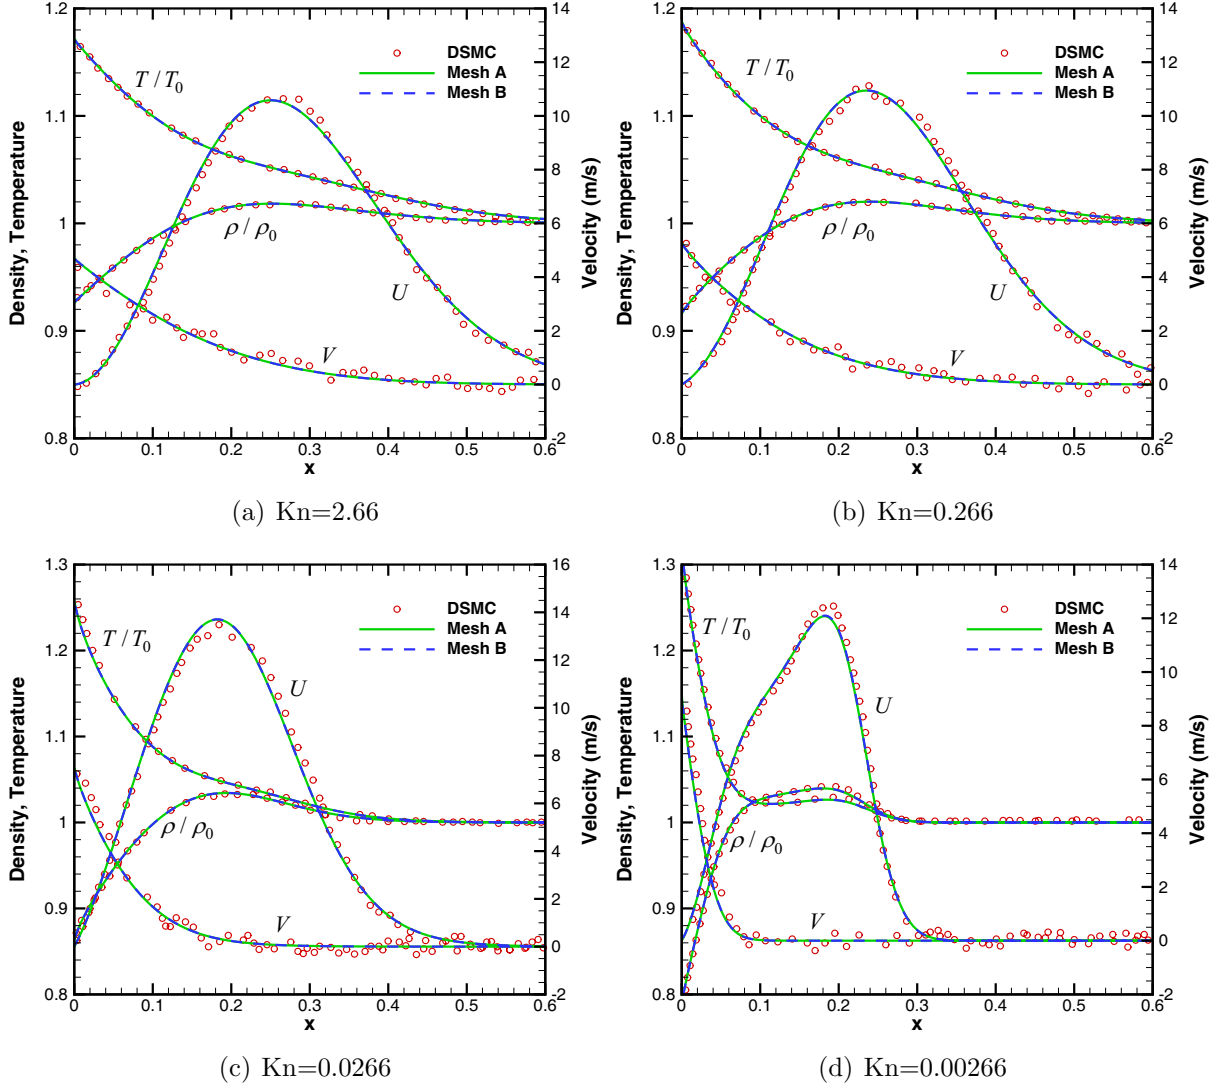 1.2
1.1
1
0.9
0.8
Density, Temperature
14
12
10
8
6
4
2
0
-2
Velocity (m/s)
DSMC
Mesh A
Mesh B
T / T0
ρ / ρ0
U
V
0
0.1
0.2
0.3
0.4
0.5
0.6
x
(a) Kn=2.66
1.2
1.1
1
0.9
0.8
Density, Temperature
14
12
10
8
6
4
2
0
-2
Velocity (m/s)
DSMC
Mesh A
Mesh B
T / T0
ρ / ρ0
U
V
0
0.1
0.2
0.3
0.4
0.5
0.6
x
(b) Kn=0.266
1.3
1.2
1.1
1
0.9
0.8
Density, Temperature
16
14
12
10
8
6
4
2
0
-2
Velocity (m/s)
DSMC
Mesh A
Mesh B
T / T0
U
ρ / ρ0
V
0
0.1
0.2
0.3
0.4
0.5
0.6
x
(c) Kn=0.0266
1.3
1.2
1.1
1
0.9
0.8
Density, Temperature
14
12
10
8
6
4
2
0
-2
Velocity (m/s)
DSMC
Mesh A
Mesh B
T / T0
U
ρ / ρ0
V
0
0.1
0.2
0.3
0.4
0.5
0.6
x
(d) Kn=0.00266